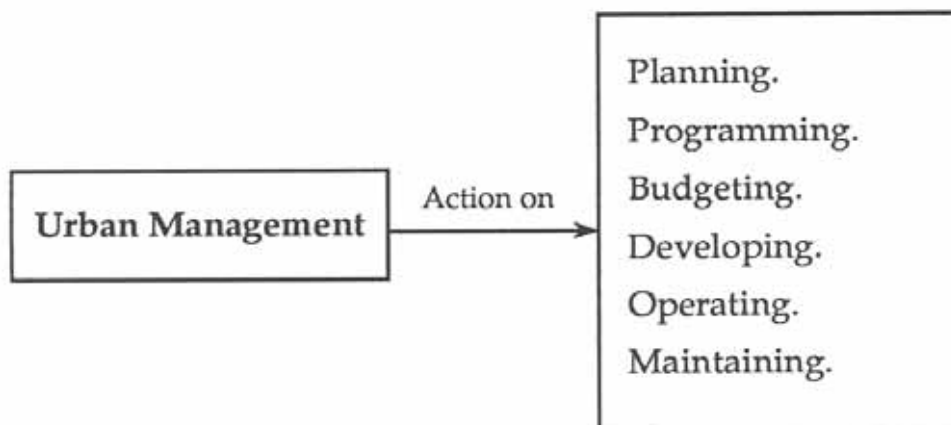 Urban Management
Action on
Planning.
Programming.
Budgeting.
Developing.
Operating.
Maintaining.